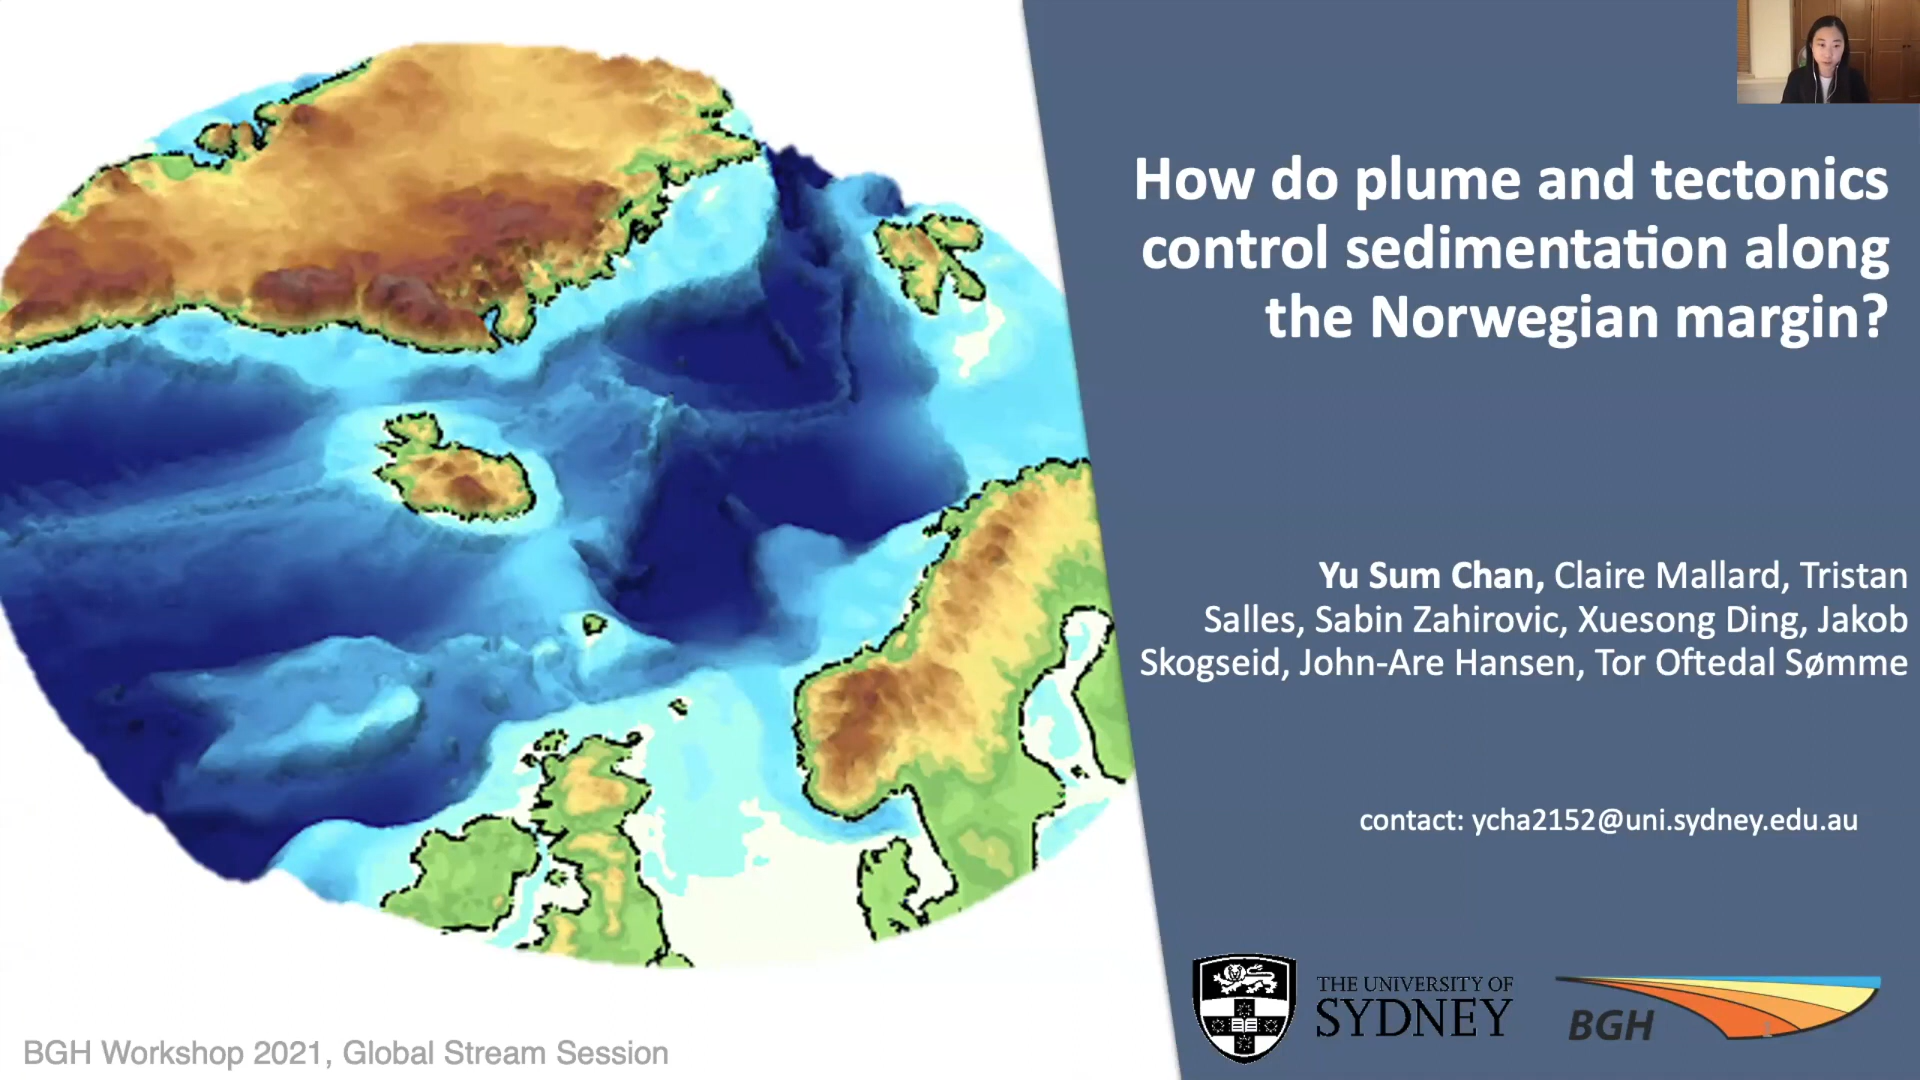 How do plume and tectonics
control sedimentation along
the Norwegian margin?
Yu Sum Chan, Claire Mallard, Tristan
Salles, Sabin Zahirovic, Xuesong Ding, Jakob
Skogseid, John-Are Hansen, Tor Oftedal Sømme
contact: ycha2152@uni.sydney.edu.au
THE UNIVERSITY OF
SYDNEY
BGH
BGH Workshop 2021, Global Stream Session